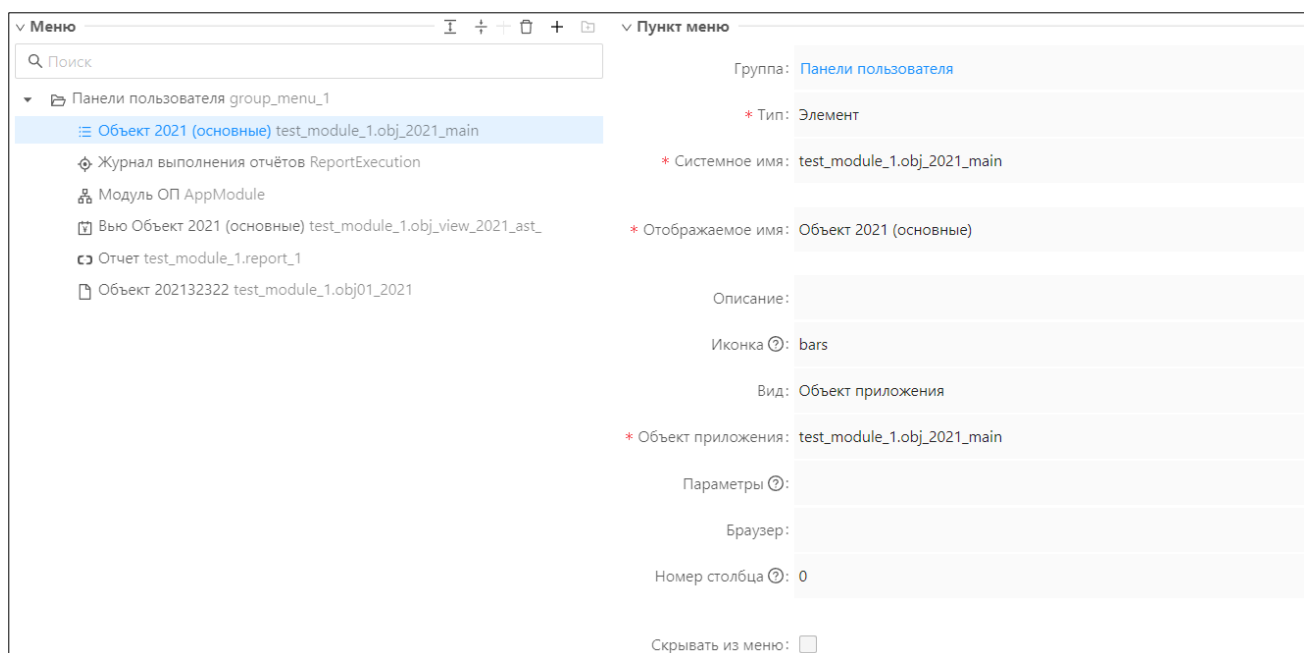 Меню
Поиск
Панели пользователя group_menu_1
Объект 2021 (основные) test_module_1.obj_2021_main
Журнал выполнения отчётов ReportExecution
Модуль ОП AppModule
Вью Объект 2021 (основные) test_module_1.obj_view_2021_ast_
Отчет test_module_1.report_1
Объект 202132322 test_module_1.obj01_2021
Пункт меню
Группа: Панели пользователя
* Тип: Элемент
* Системное имя: test_module_1.obj_2021_main
* Отображаемое имя: Объект 2021 (основные)
Описание:
Иконка ?: bars
Вид: Объект приложения
* Объект приложения: test_module_1.obj_2021_main
Параметры ?:
Браузер:
Номер столбца ?: 0
Скрывать из меню: